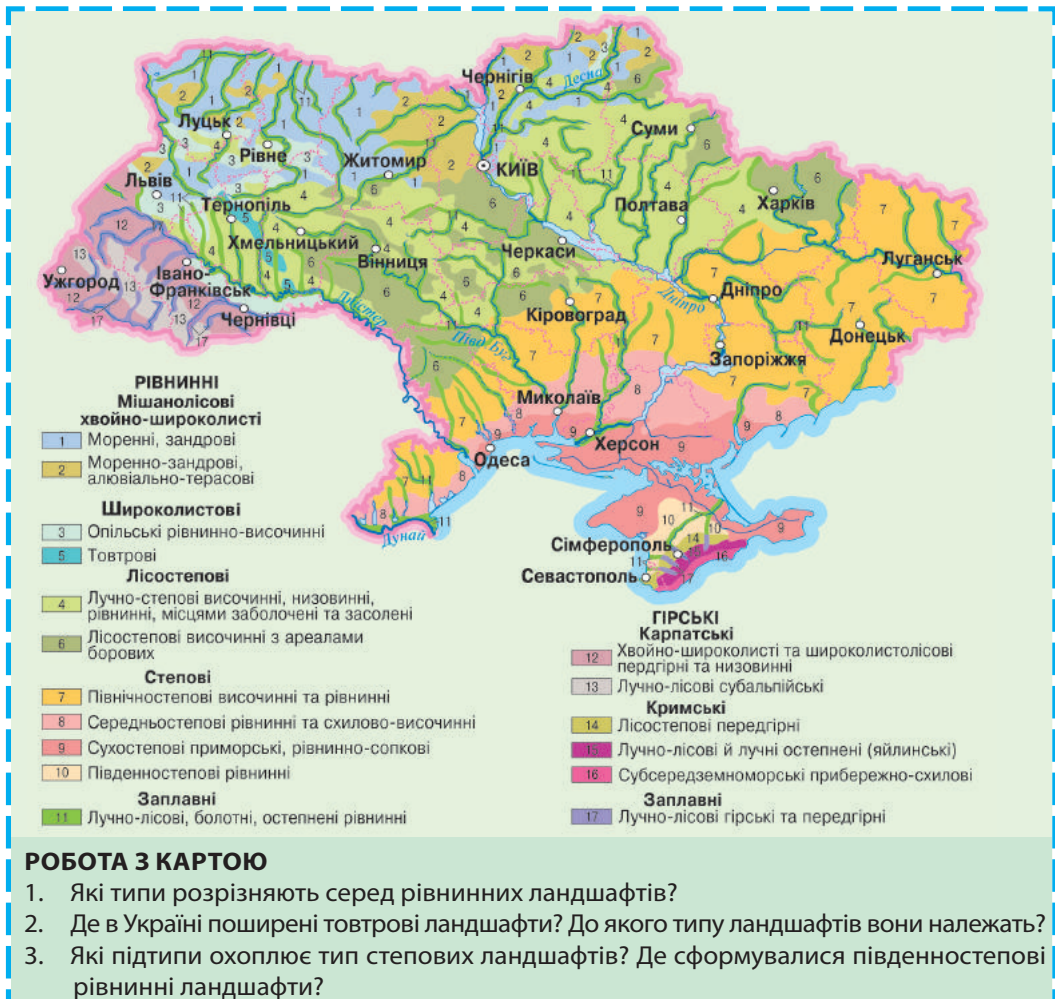 Чернігів
Десна
Луцьк
Рівне
Житомир
КИЇВ
Суми
Львів
Тернопіль
Хмельницький
Вінниця
Черкаси
Полтава
Харків
Луганськ
Ужгород
Івано-
Франківськ
Чернівці
Дністер
Півд. Буг
Кіровоград
Дніпро
Дніпро
Донецьк
Запоріжжя
Миколаїв
Херсон
Одеса
Дунай
Сімферополь
Севастополь
РІВНИННІ
Мішанолісові
хвойно-широколисті
1 Моренні, зандрові
2 Моренно-зандрові,
алювіально-терасові
Широколистові
3 Опільські рівнинно-височинні
5 Товтрові
Лісостепові
4 Лучно-степові височинні, низовинні,
рівнинні, місцями заболочені та засолені
6 Лісостепові височинні з ареалами
борових
Степові
7 Північностепові височинні та рівнинні
8 Середньостепові рівнинні та схилово-височинні
9 Сухостепові приморські, рівнинно-сопкові
10 Південностепові рівнинні
Заплавні
11 Лучно-лісові, болотні, остепнені рівнинні
ГІРСЬКІ
Карпатські
12 Хвойно-широколисті та широколистолісові
пердгірні та низовинні
13 Лучно-лісові субальпійські
Кримські
14 Лісостепові передгірні
15 Лучно-лісові й лучні остепнені (яйлинські)
16 Субсередземноморські прибережно-схилові
Заплавні
17 Лучно-лісові гірські та передгірні
РОБОТА З КАРТОЮ
1. Які типи розрізняють серед рівнинних ландшафтів?
2. Де в Україні поширені товтрові ландшафти? До якого типу ландшафтів вони належать?
3. Які підтипи охоплює тип степових ландшафтів? Де сформувалися південностепові
рівнинні ландшафти?